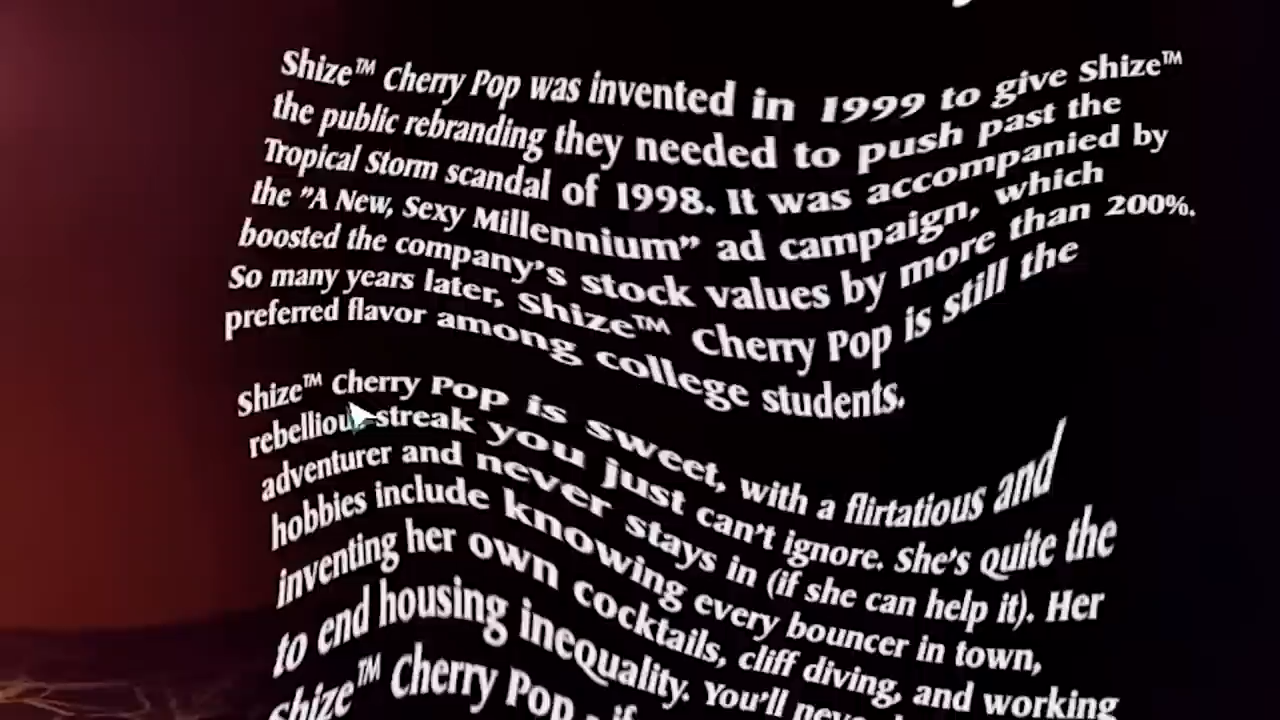 Shize™ Cherry Pop was invented in 1999 to give Shize™
the public rebranding they needed to push past the
Tropical Storm scandal of 1998. It was accompanied by
the "A New, Sexy Millennium" ad campaign, which
boosted the company's stock values by more than 200%.
So many years later, Shize™ Cherry Pop is still the
preferred flavor among college students.
Shize™ Cherry Pop is sweet, with a flirtatious and
rebellious streak you just can't ignore. She's quite the
adventurer and never stays in (if she can help it). Her
hobbies include knowing every bouncer in town,
inventing her own cocktails, cliff diving, and working
to end housing inequality. You'll
Shize™ Cherry Pop